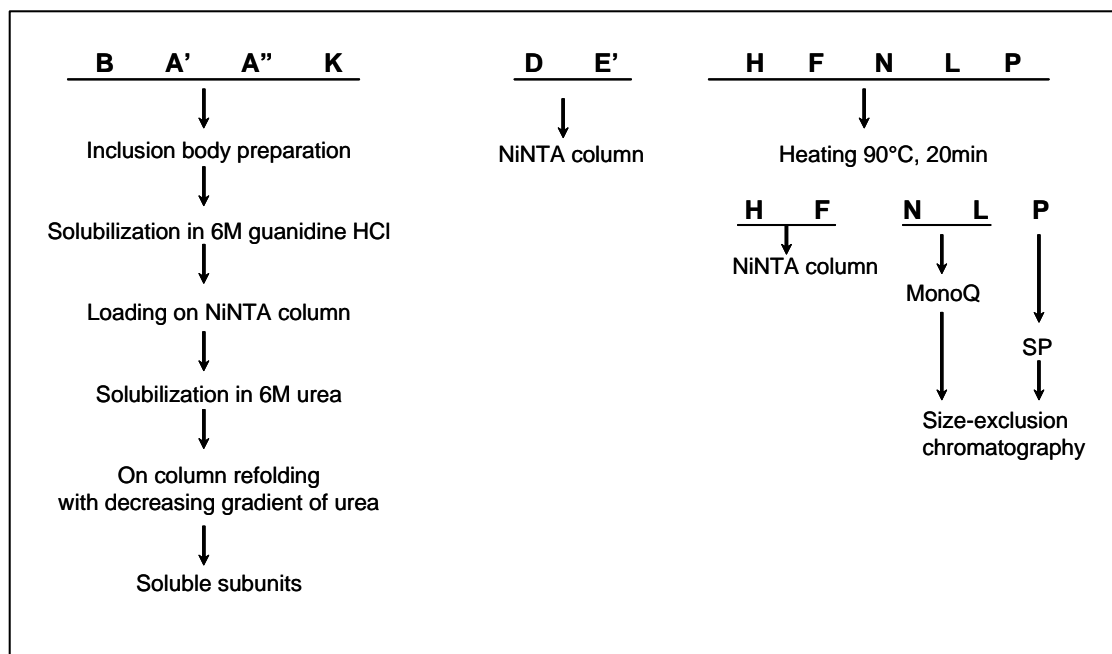 B A’ A” K
Inclusion body preparation
Solubilization in 6M guanidine HCl
Loading on NiNTA column
Solubilization in 6M urea
On column refolding
with decreasing gradient of urea
Soluble subunits
D E’
NiNTA column
H F N L P
Heating 90°C, 20min
H F
NiNTA column
N L
MonoQ
P
SP
Size-exclusion
chromatography